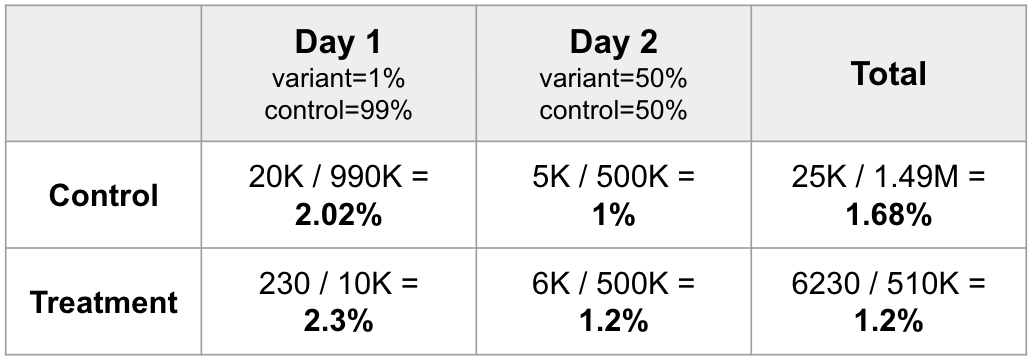 Day 1
variant=1%
control=99%
Day 2
variant=50%
control=50%
Total
Control
20K / 990K =
2.02%
5K / 500K =
1%
25K / 1.49M =
1.68%
Treatment
230 / 10K =
2.3%
6K / 500K =
1.2%
6230 / 510K =
1.2%